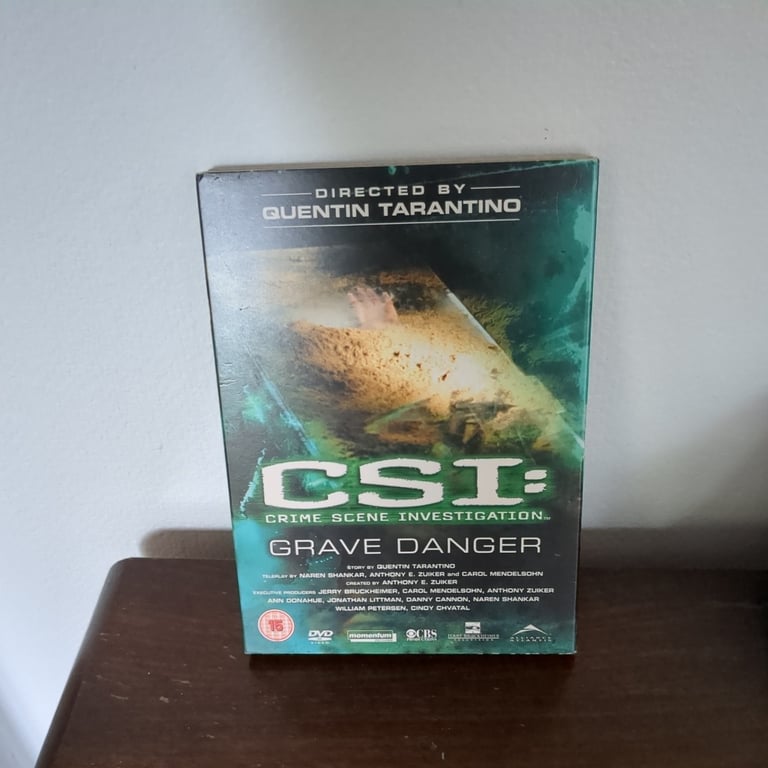 DIRECTED BY
QUENTIN TARANTINO
CSI:
CRIME SCENE INVESTIGATION™
GRAVE DANGER
STORY BY QUENTIN TARANTINO
TELEPLAY BY NAREN SHANKAR, ANTHONY E. ZUIKER and CAROL MENDELSOHN
CREATED BY ANTHONY E. ZUIKER
EXECUTIVE PRODUCERS JERRY BRUCKHEIMER, CAROL MENDELSOHN, ANTHONY ZUIKER
ANN DONAHUE, JONATHAN LITTMAN, DANNY CANNON, NAREN SHANKAR
WILLIAM PETERSEN, CINDY CHVATAL
15 DVD VIDEO momentum CBS